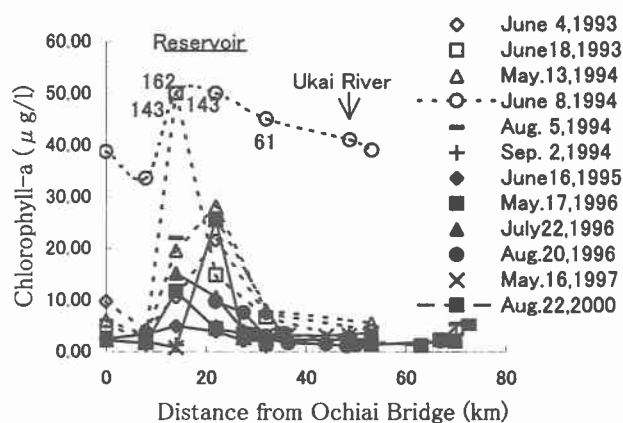 Chlorophyll-a (μg/l)
60.00
50.00
40.00
30.00
20.00
10.00
0.00
Reservoir
162
143
143
61
Ukai River
0
20
40
60
80
Distance from Ochiai Bridge (km)
June 4,1993
June18,1993
May.13,1994
June 8.1994
Aug. 5,1994
Sep. 2,1994
June16,1995
May.17,1996
July22,1996
Aug.20,1996
May.16,1997
Aug.22,2000